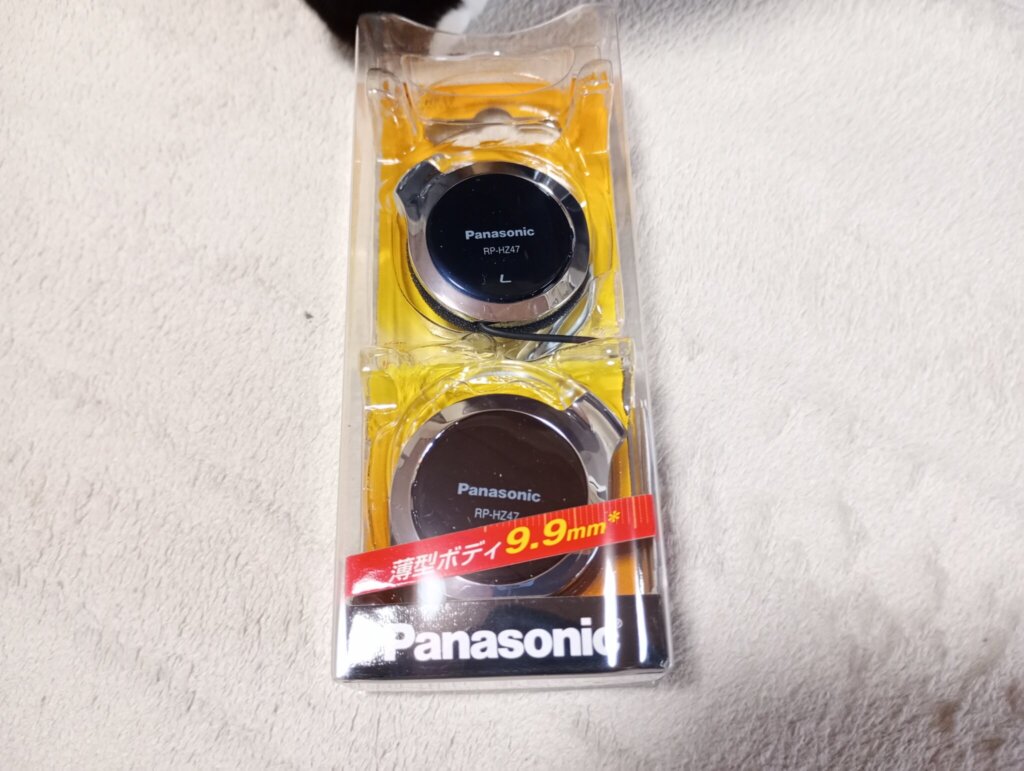 Panasonic
RP-HZ47
L
Panasonic
RP-HZ47
薄型ボディ9.9mm*
Panasonic